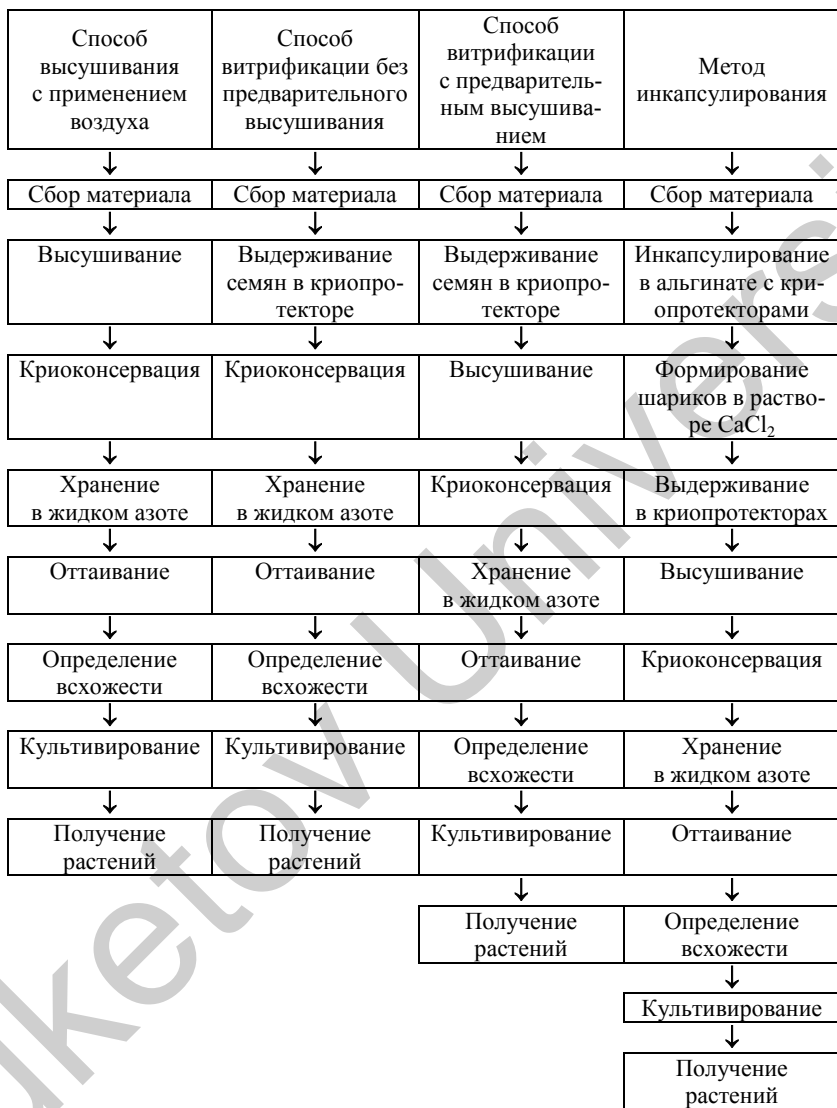 Способ
высушивания
с применением
воздуха
Способ
витрификации без
предварительного
высушивания
Способ
витрификации
с предваритель-
ным высушива-
нием
Метод
инкапсулирования
↓ ↓ ↓ ↓
Сбор материала
Сбор материала
Сбор материала
Сбор материала
↓ ↓ ↓ ↓
Высушивание
Выдерживание
семян в криопро-
текторе
Выдерживание
семян в криопро-
текторе
Инкапсулирование
в альгинате с кри-
опротекторами
↓ ↓ ↓ ↓
Криоконсервация
Криоконсервация
Высушивание
Формирование
шариков в раство-
ре CaCl₂
↓ ↓ ↓ ↓
Хранение
в жидком азоте
Хранение
в жидком азоте
Криоконсервация
Выдерживание
в криопротекторах
↓ ↓ ↓ ↓
Оттаивание
Оттаивание
Хранение
в жидком азоте
Высушивание
↓ ↓ ↓ ↓
Определение
всхожести
Определение
всхожести
Оттаивание
Криоконсервация
↓ ↓ ↓ ↓
Культивирование
Культивирование
Определение
всхожести
Хранение
в жидком азоте
↓ ↓ ↓ ↓
Получение
растений
Получение
растений
Культивирование
Оттаивание
↓ ↓
Получение
растений
Определение
всхожести
↓
Культивирование
↓
Получение
растений
uketov Universi